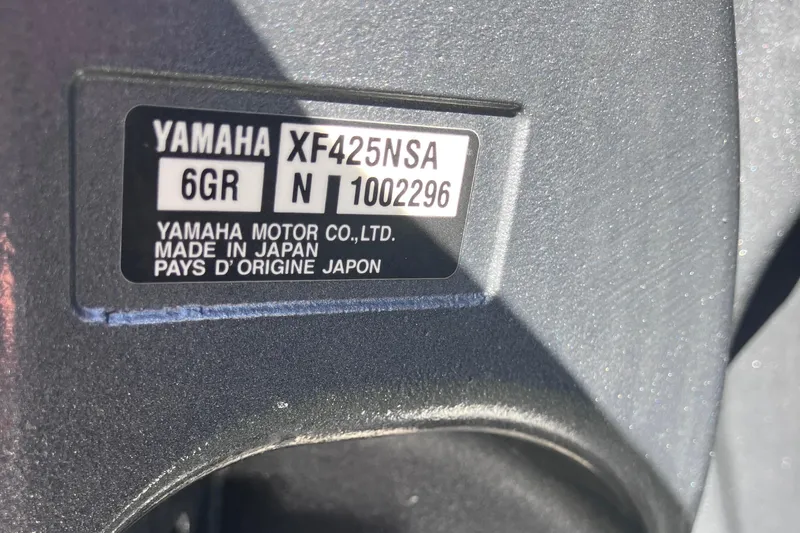 YAMAHA XF425NSA
6GR N 1002296
YAMAHA MOTOR CO.,LTD.
MADE IN JAPAN
PAYS D'ORIGINE JAPON